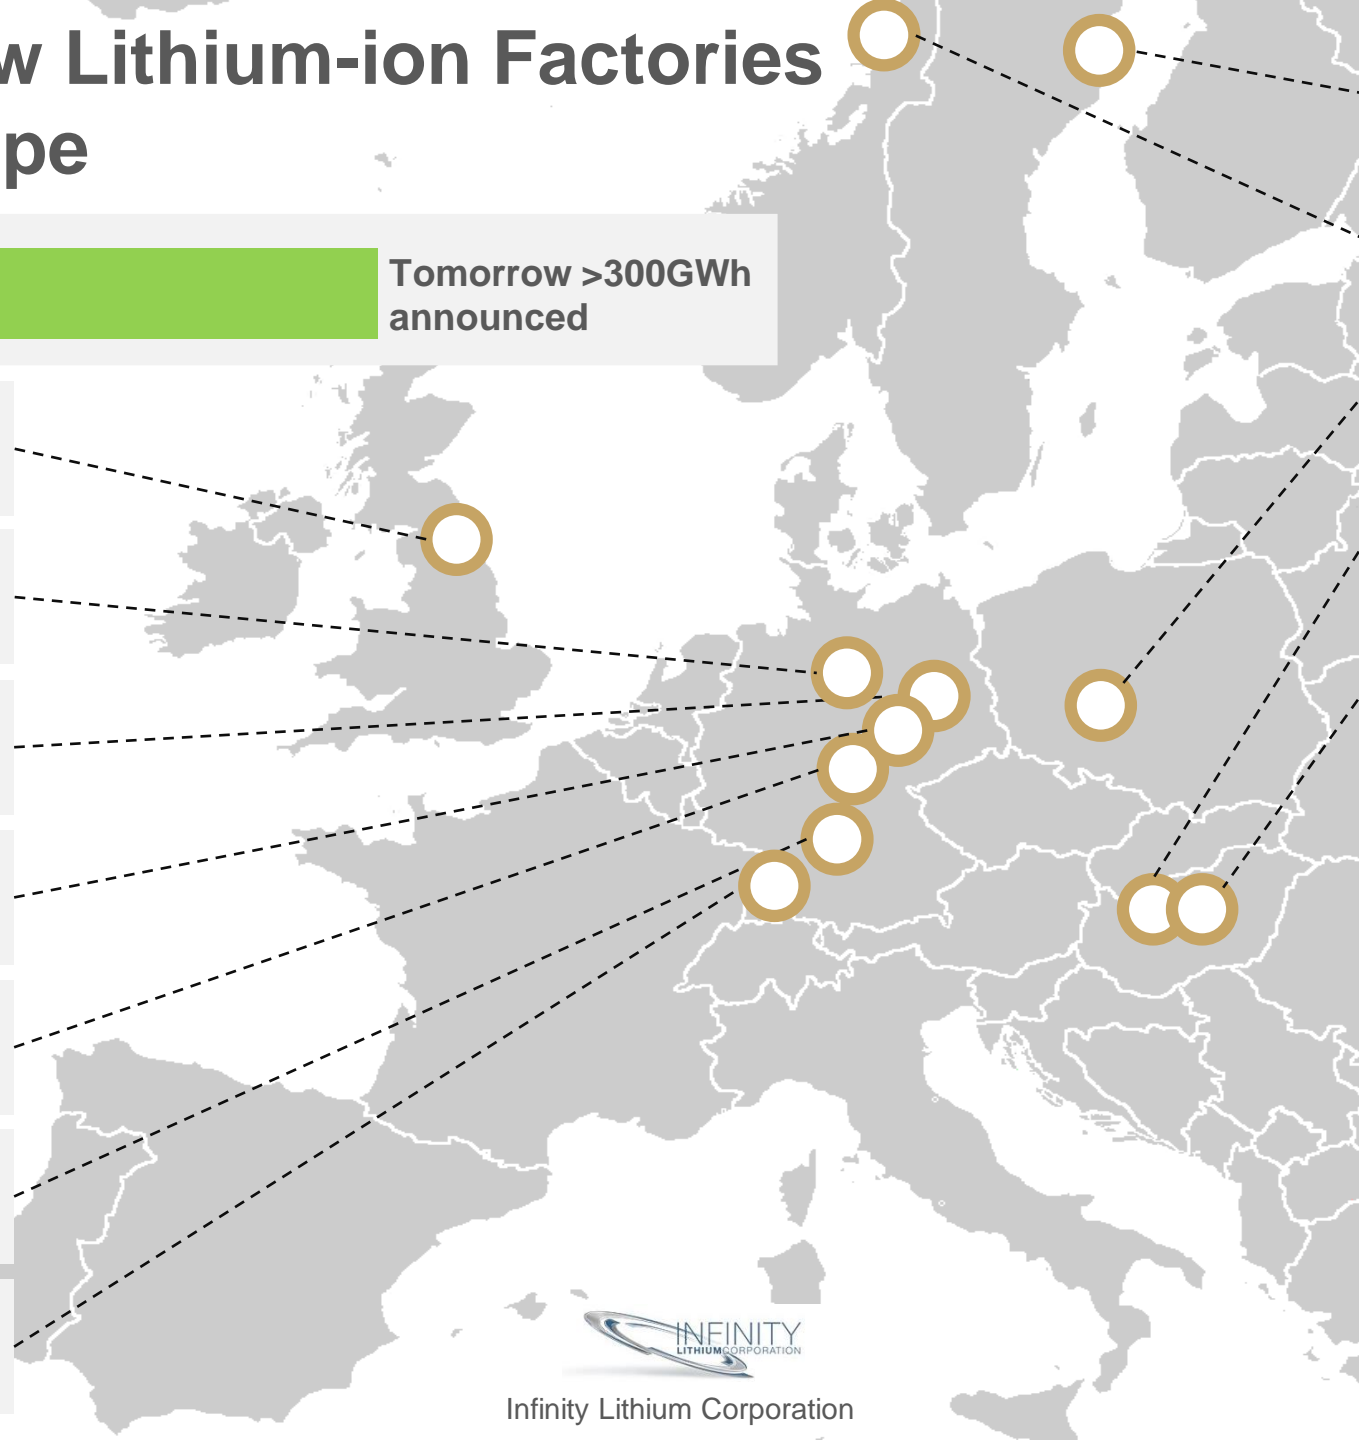 w Lithium-ion Factories
pe
Tomorrow >300GWh
announced
INFINITY
LITHIUMCORPORATION
Infinity Lithium Corporation